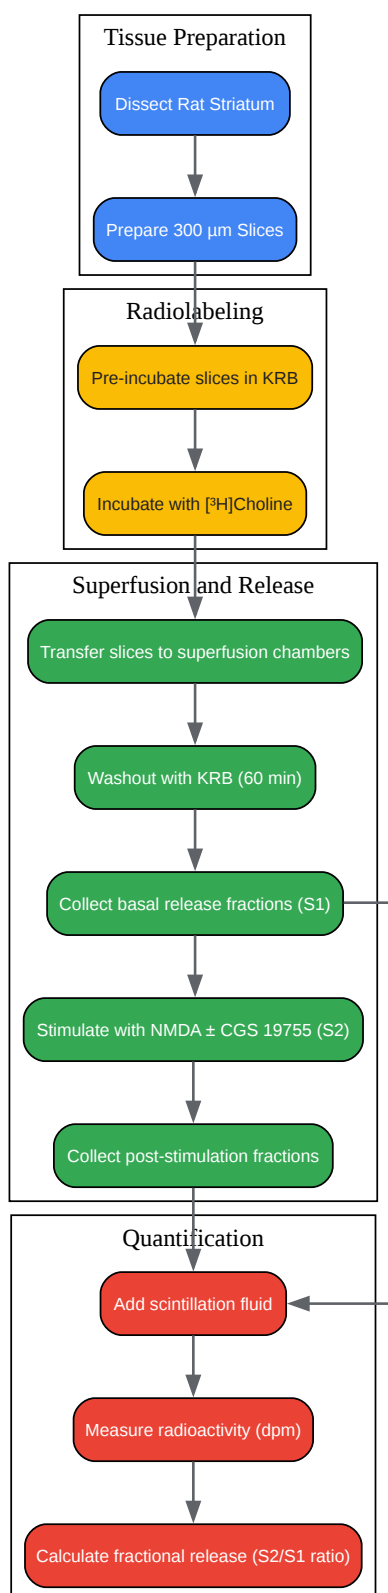 Tissue Preparation
Dissect Rat Striatum
Prepare 300 µm Slices
Radiolabeling
Pre-incubate slices in KRB
Incubate with [³H]Choline
Superfusion and Release
Transfer slices to superfusion chambers
Washout with KRB (60 min)
Collect basal release fractions (S1)
Stimulate with NMDA ± CGS 19755 (S2)
Collect post-stimulation fractions
Quantification
Add scintillation fluid
Measure radioactivity (dpm)
Calculate fractional release (S2/S1 ratio)